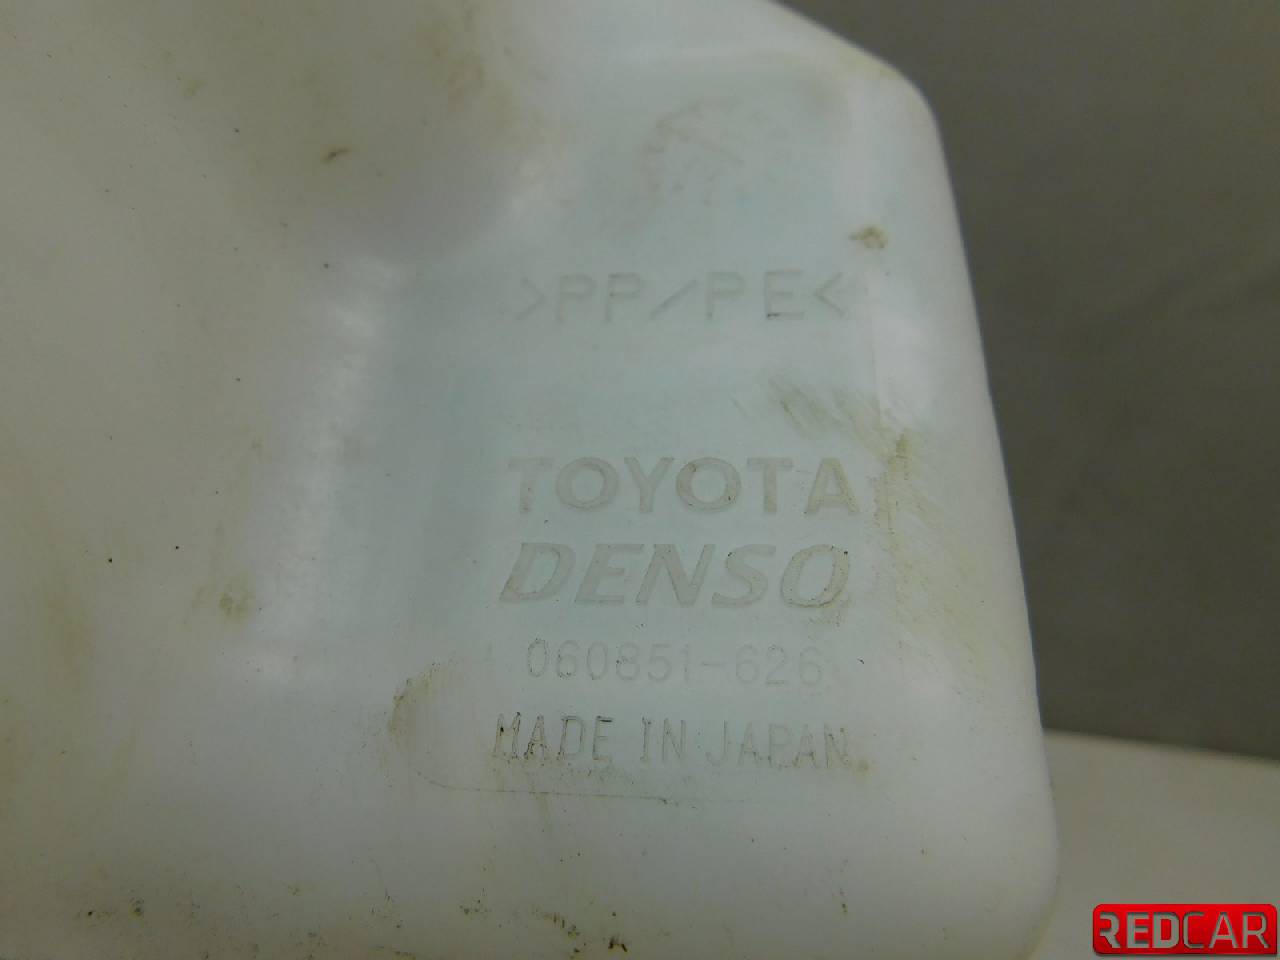 >PP/PE<
TOYOTA
DENSO
060851-626
MADE IN JAPAN
REDCAR